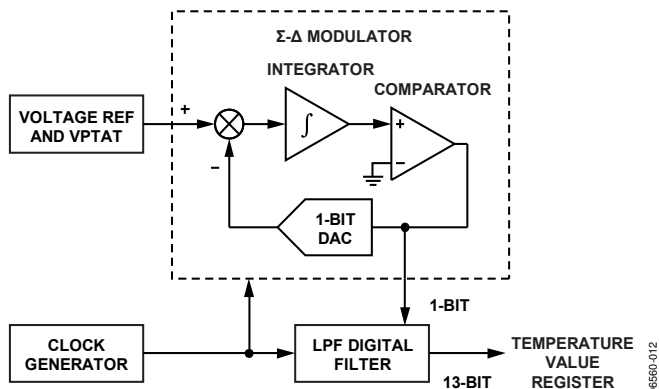 Σ-Δ MODULATOR
INTEGRATOR
COMPARATOR
VOLTAGE REF
AND VPTAT
+
−
∫
+
−
1-BIT
DAC
1-BIT
CLOCK
GENERATOR
LPF DIGITAL
FILTER
13-BIT
TEMPERATURE
VALUE
REGISTER
6560-012